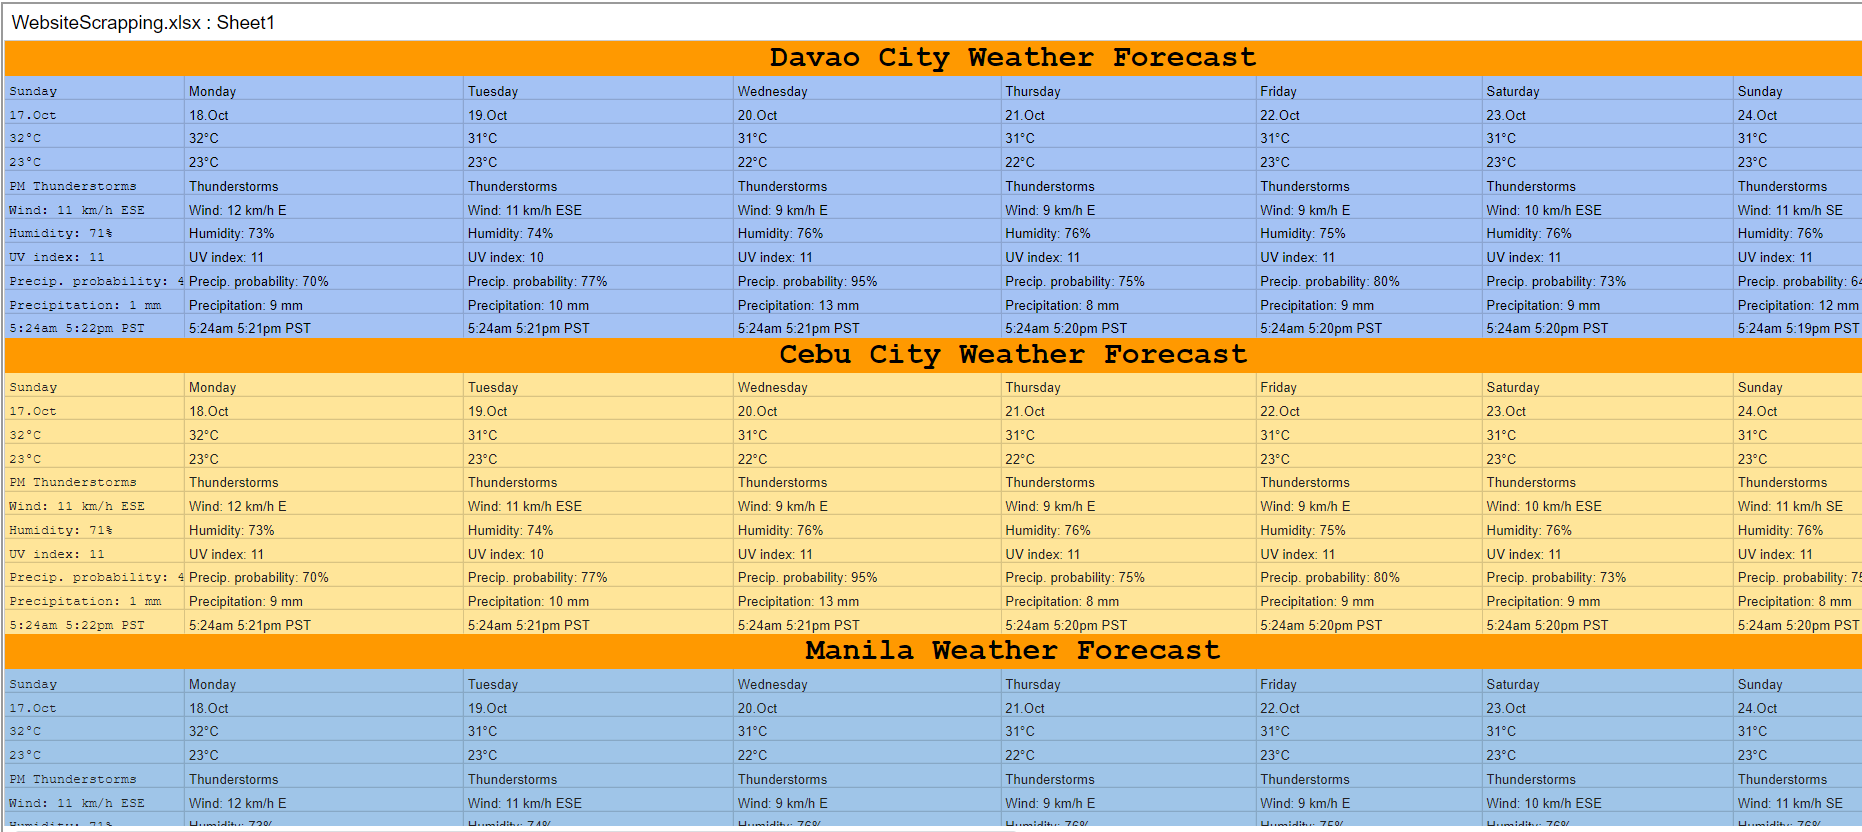 WebsiteScrapping.xlsx : Sheet1
Davao City Weather Forecast
Sunday Monday Tuesday Wednesday Thursday Friday Saturday Sunday
17.Oct 18.Oct 19.Oct 20.Oct 21.Oct 22.Oct 23.Oct 24.Oct
32°C 32°C 31°C 31°C 31°C 31°C 31°C 31°C
23°C 23°C 23°C 22°C 22°C 23°C 23°C 23°C
PM Thunderstorms Thunderstorms Thunderstorms Thunderstorms Thunderstorms Thunderstorms Thunderstorms Thunderstorms
Wind: 11 km/h ESE Wind: 12 km/h E Wind: 11 km/h ESE Wind: 9 km/h E Wind: 9 km/h E Wind: 9 km/h E Wind: 10 km/h ESE Wind: 11 km/h SE
Humidity: 71% Humidity: 73% Humidity: 74% Humidity: 76% Humidity: 76% Humidity: 75% Humidity: 76% Humidity: 76%
UV index: 11 UV index: 11 UV index: 10 UV index: 11 UV index: 11 UV index: 11 UV index: 11 UV index: 11
Precip. probability: 4 Precip. probability: 70% Precip. probability: 77% Precip. probability: 95% Precip. probability: 75% Precip. probability: 80% Precip. probability: 73% Precip. probability: 64
Precipitation: 1 mm Precipitation: 9 mm Precipitation: 10 mm Precipitation: 13 mm Precipitation: 8 mm Precipitation: 9 mm Precipitation: 9 mm Precipitation: 12 mm
5:24am 5:22pm PST 5:24am 5:21pm PST 5:24am 5:21pm PST 5:24am 5:21pm PST 5:24am 5:20pm PST 5:24am 5:20pm PST 5:24am 5:20pm PST 5:24am 5:19pm PST
Cebu City Weather Forecast
Sunday Monday Tuesday Wednesday Thursday Friday Saturday Sunday
17.Oct 18.Oct 19.Oct 20.Oct 21.Oct 22.Oct 23.Oct 24.Oct
32°C 32°C 31°C 31°C 31°C 31°C 31°C 31°C
23°C 23°C 23°C 22°C 22°C 23°C 23°C 23°C
PM Thunderstorms Thunderstorms Thunderstorms Thunderstorms Thunderstorms Thunderstorms Thunderstorms Thunderstorms
Wind: 11 km/h ESE Wind: 12 km/h E Wind: 11 km/h ESE Wind: 9 km/h E Wind: 9 km/h E Wind: 9 km/h E Wind: 10 km/h ESE Wind: 11 km/h SE
Humidity: 71% Humidity: 73% Humidity: 74% Humidity: 76% Humidity: 76% Humidity: 75% Humidity: 76% Humidity: 76%
UV index: 11 UV index: 11 UV index: 10 UV index: 11 UV index: 11 UV index: 11 UV index: 11 UV index: 11
Precip. probability: 4 Precip. probability: 70% Precip. probability: 77% Precip. probability: 95% Precip. probability: 75% Precip. probability: 80% Precip. probability: 73% Precip. probability: 75
Precipitation: 1 mm Precipitation: 9 mm Precipitation: 10 mm Precipitation: 13 mm Precipitation: 8 mm Precipitation: 9 mm Precipitation: 9 mm Precipitation: 8 mm
5:24am 5:22pm PST 5:24am 5:21pm PST 5:24am 5:21pm PST 5:24am 5:21pm PST 5:24am 5:20pm PST 5:24am 5:20pm PST 5:24am 5:20pm PST 5:24am 5:20pm PST
Manila Weather Forecast
Sunday Monday Tuesday Wednesday Thursday Friday Saturday Sunday
17.Oct 18.Oct 19.Oct 20.Oct 21.Oct 22.Oct 23.Oct 24.Oct
32°C 32°C 31°C 31°C 31°C 31°C 31°C 31°C
23°C 23°C 23°C 22°C 22°C 23°C 23°C 23°C
PM Thunderstorms Thunderstorms Thunderstorms Thunderstorms Thunderstorms Thunderstorms Thunderstorms Thunderstorms
Wind: 11 km/h ESE Wind: 12 km/h E Wind: 11 km/h ESE Wind: 9 km/h E Wind: 9 km/h E Wind: 9 km/h E Wind: 10 km/h ESE Wind: 11 km/h SE
Humidity: 71% Humidity: 73% Humidity: 74% Humidity: 76% Humidity: 76% Humidity: 75% Humidity: 76% Humidity: 76%